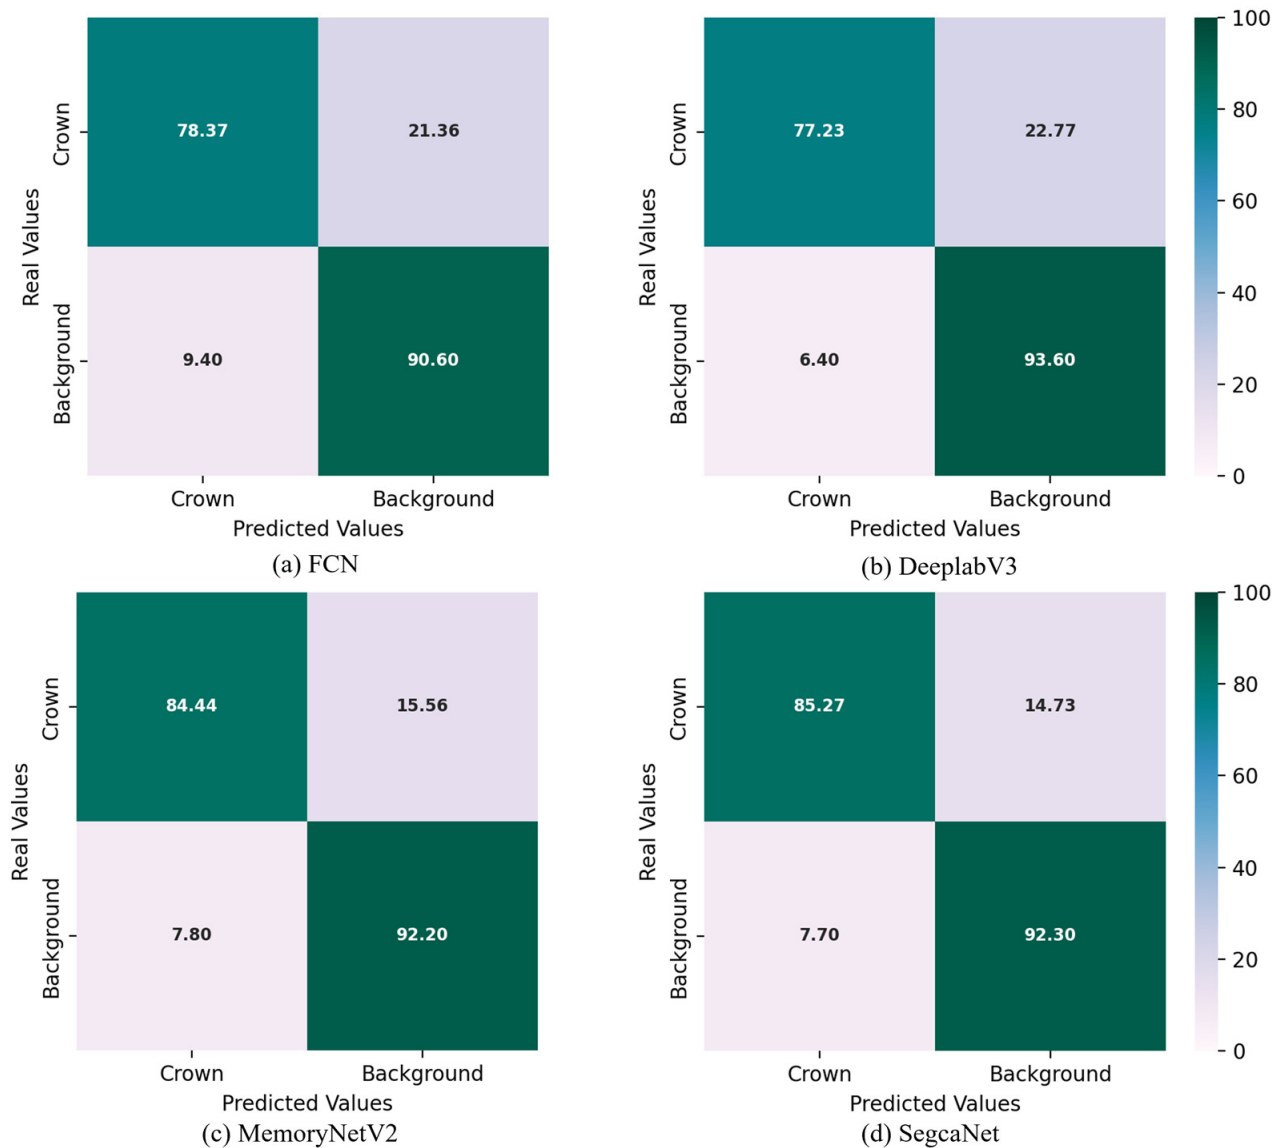 Real Values
Crown
Background
78.37
21.36
9.40
90.60
Crown
Background
Predicted Values
(a) FCN
Real Values
Crown
Background
77.23
22.77
6.40
93.60
Crown
Background
Predicted Values
(b) DeeplabV3
100
80
60
40
20
0
Real Values
Crown
Background
84.44
15.56
7.80
92.20
Crown
Background
Predicted Values
(c) MemoryNetV2
Real Values
Crown
Background
85.27
14.73
7.70
92.30
Crown
Background
Predicted Values
(d) SegcaNet
100
80
60
40
20
0